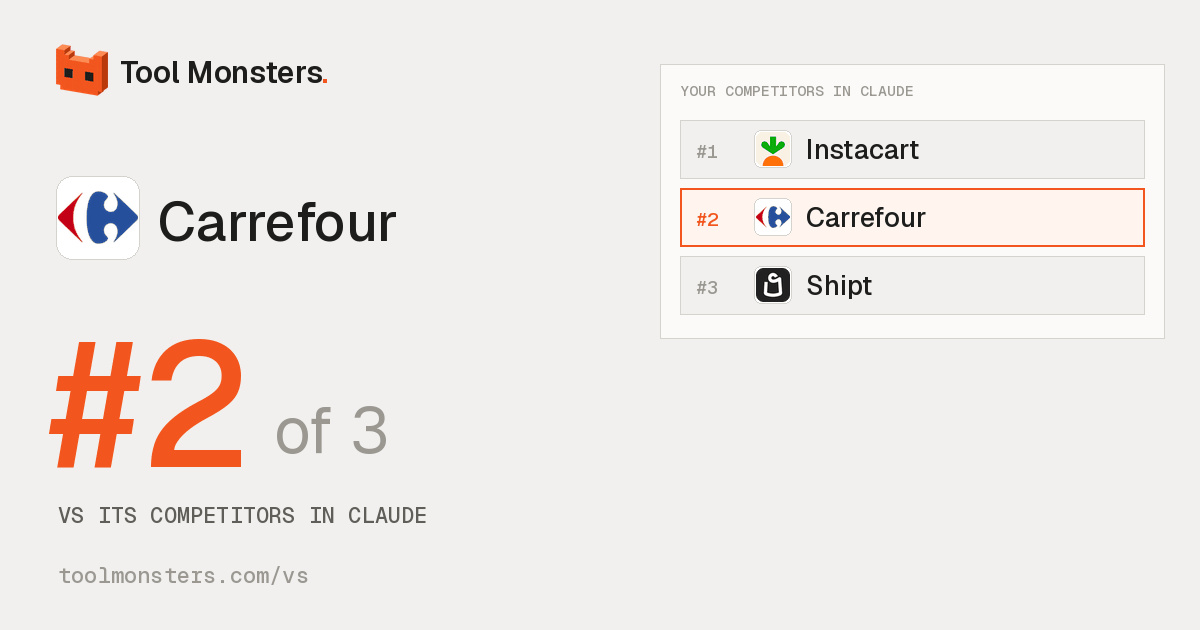 Tool Monsters.
Carrefour
#2 of 3
VS ITS COMPETITORS IN CLAUDE
toolmonsters.com/vs
YOUR COMPETITORS IN CLAUDE
#1 Instacart
#2 Carrefour
#3 Shipt